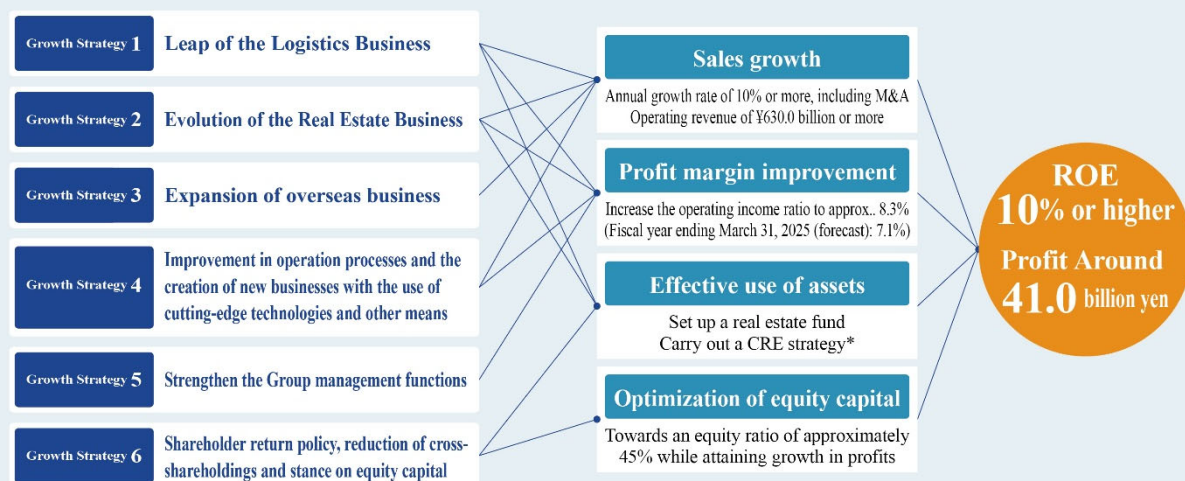 Growth Strategy 1 Leap of the Logistics Business
Growth Strategy 2 Evolution of the Real Estate Business
Growth Strategy 3 Expansion of overseas business
Growth Strategy 4
Improvement in operation processes and the
creation of new businesses with the use of
cutting-edge technologies and other means
Growth Strategy 5 Strengthen the Group management functions
Growth Strategy 6
Shareholder return policy, reduction of cross-
shareholdings and stance on equity capital
Sales growth
Annual growth rate of 10% or more, including M&A
Operating revenue of ¥630.0 billion or more
Profit margin improvement
Increase the operating income ratio to approx.. 8.3%
(Fiscal year ending March 31, 2025 (forecast): 7.1%)
Effective use of assets
Set up a real estate fund
Carry out a CRE strategy*
Optimization of equity capital
Towards an equity ratio of approximately
45% while attaining growth in profits
ROE
10% or higher
Profit Around
41.0 billion yen